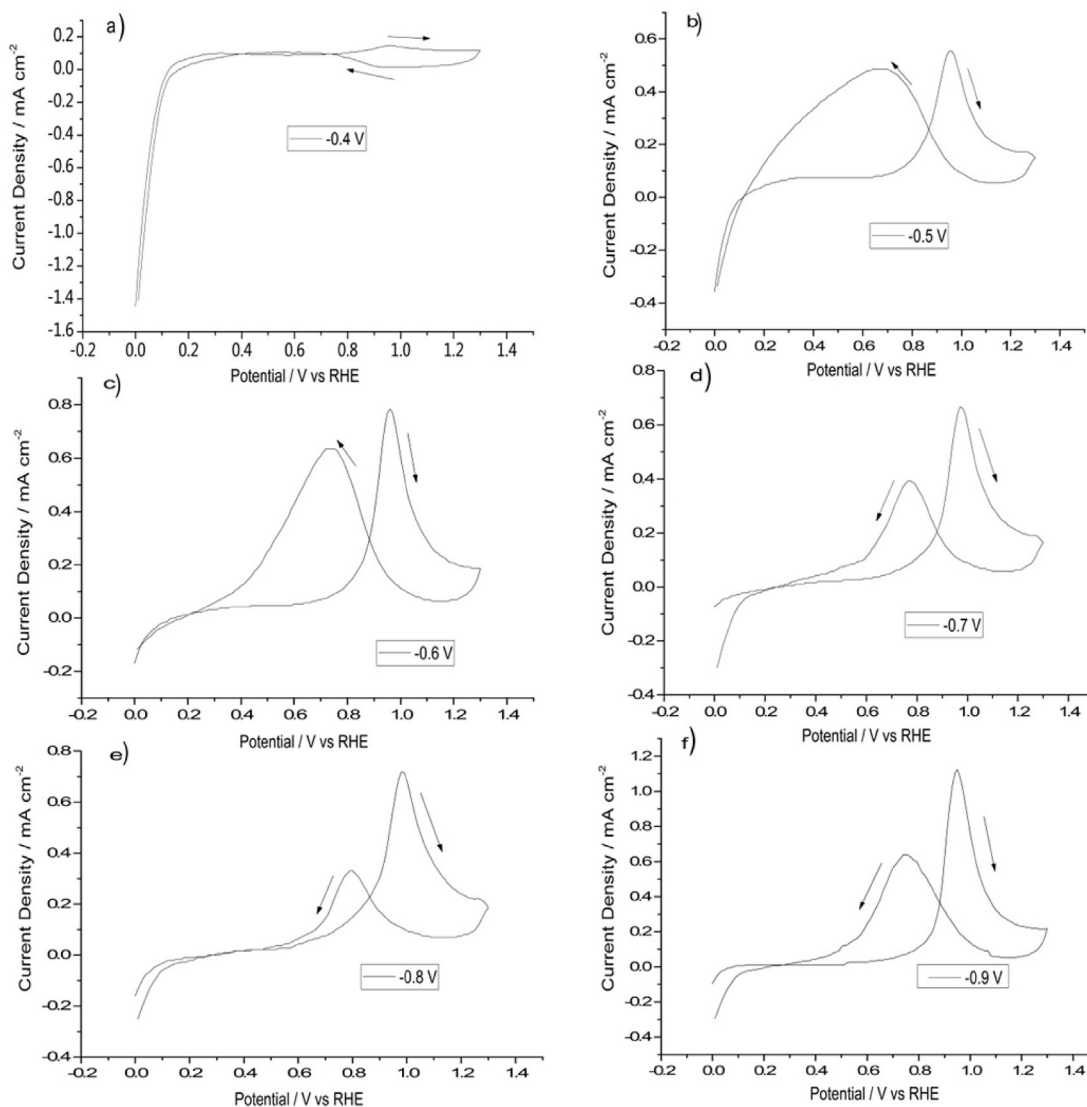 a)
Current Density / mA cm⁻²
0.2
0.0
-0.2
-0.4
-0.6
-0.8
-1.0
-1.2
-1.4
-1.6
-0.4 V
-0.2 0.0 0.2 0.4 0.6 0.8 1.0 1.2 1.4
Potential / V vs RHE
b)
Current Density / mA cm⁻²
0.6
0.4
0.2
0.0
-0.2
-0.4
-0.5 V
-0.2 0.0 0.2 0.4 0.6 0.8 1.0 1.2 1.4
Potential / V vs RHE
c)
Current Density / mA cm⁻²
0.8
0.6
0.4
0.2
0.0
-0.2
-0.6 V
-0.2 0.0 0.2 0.4 0.6 0.8 1.0 1.2 1.4
Potential / V vs RHE
d)
Current Density / mA cm⁻²
0.8
0.6
0.4
0.2
0.0
-0.2
-0.4
-0.7 V
-0.2 0.0 0.2 0.4 0.6 0.8 1.0 1.2 1.4
Potential / V vs RHE
e)
Current Density / mA cm⁻²
0.8
0.6
0.4
0.2
0.0
-0.2
-0.4
-0.8 V
-0.2 0.0 0.2 0.4 0.6 0.8 1.0 1.2 1.4
Potential / V vs RHE
f)
Current Density / mA cm⁻²
1.2
1.0
0.8
0.6
0.4
0.2
0.0
-0.2
-0.4
-0.9 V
-0.2 0.0 0.2 0.4 0.6 0.8 1.0 1.2 1.4
Potential / V vs RHE